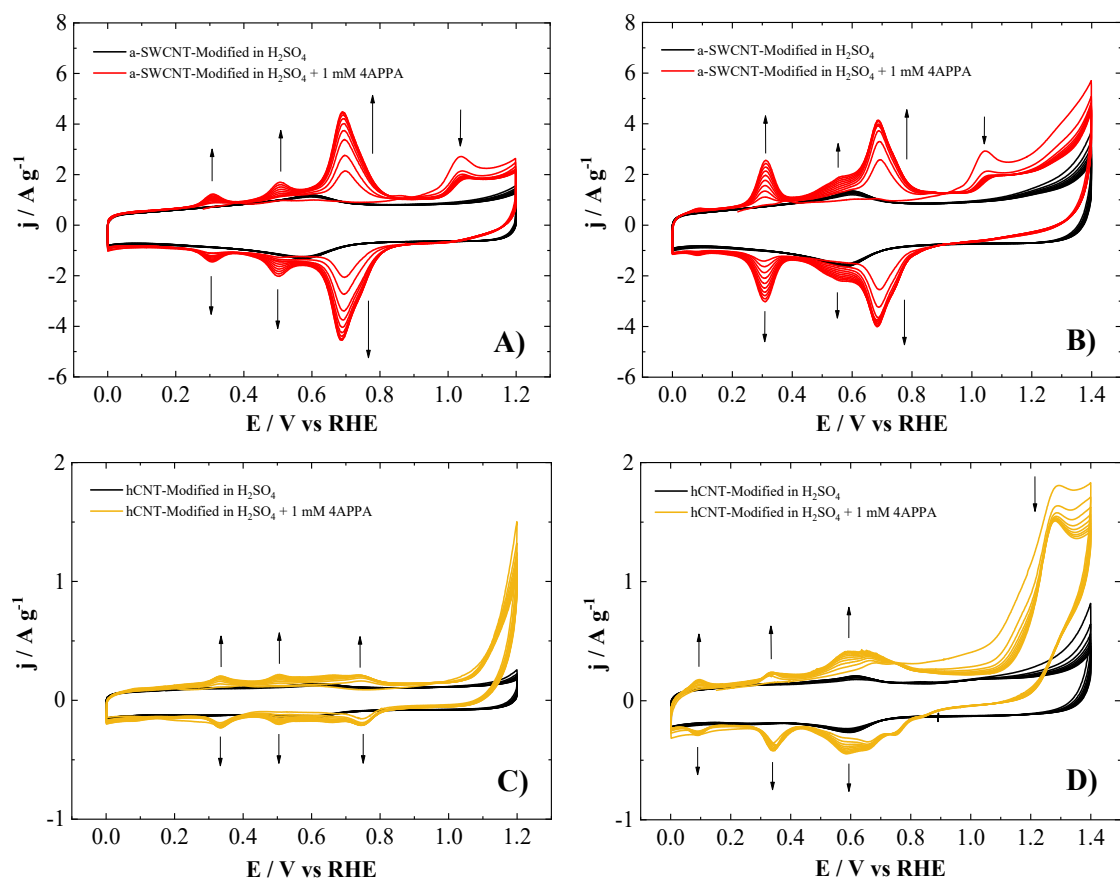 8
6
4
2
0
-2
-4
-6
j / A g⁻¹
a-SWCNT-Modified in H₂SO₄
a-SWCNT-Modified in H₂SO₄ + 1 mM 4APPA
A)
0.0 0.2 0.4 0.6 0.8 1.0 1.2
E / V vs RHE
8
6
4
2
0
-2
-4
-6
j / A g⁻¹
a-SWCNT-Modified in H₂SO₄
a-SWCNT-Modified in H₂SO₄ + 1 mM 4APPA
B)
0.0 0.2 0.4 0.6 0.8 1.0 1.2 1.4
E / V vs RHE
2
1
0
-1
j / A g⁻¹
hCNT-Modified in H₂SO₄
hCNT-Modified in H₂SO₄ + 1 mM 4APPA
C)
0.0 0.2 0.4 0.6 0.8 1.0 1.2
E / V vs RHE
2
1
0
-1
j / A g⁻¹
hCNT-Modified in H₂SO₄
hCNT-Modified in H₂SO₄ + 1 mM 4APPA
D)
0.0 0.2 0.4 0.6 0.8 1.0 1.2 1.4
E / V vs RHE